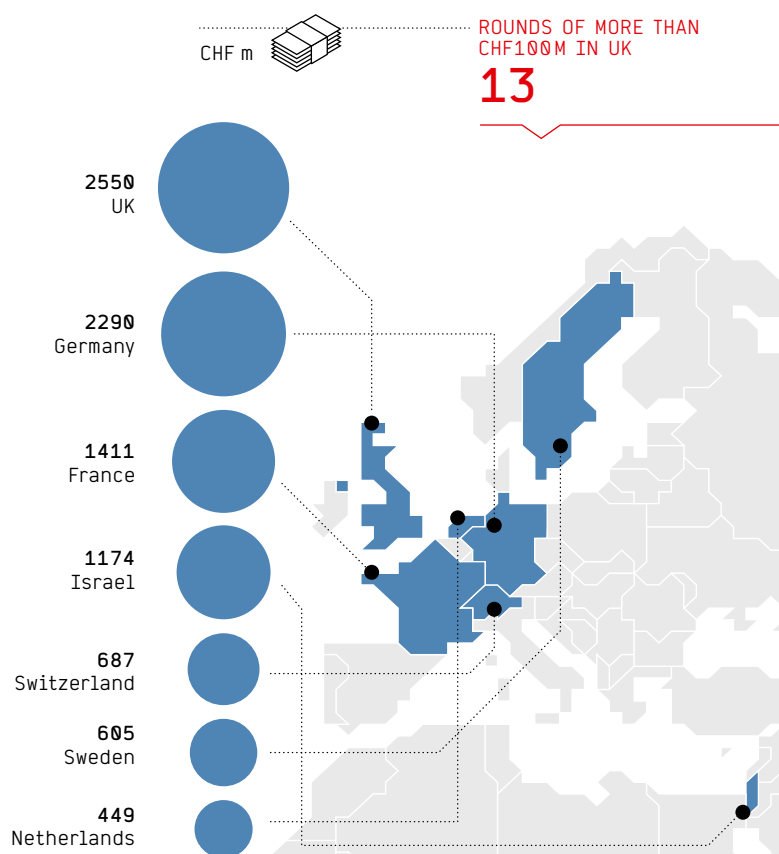 CHF m
ROUNDS OF MORE THAN
CHF100M IN UK
13
2550
UK
2290
Germany
1411
France
1174
Israel
687
Switzerland
605
Sweden
449
Netherlands